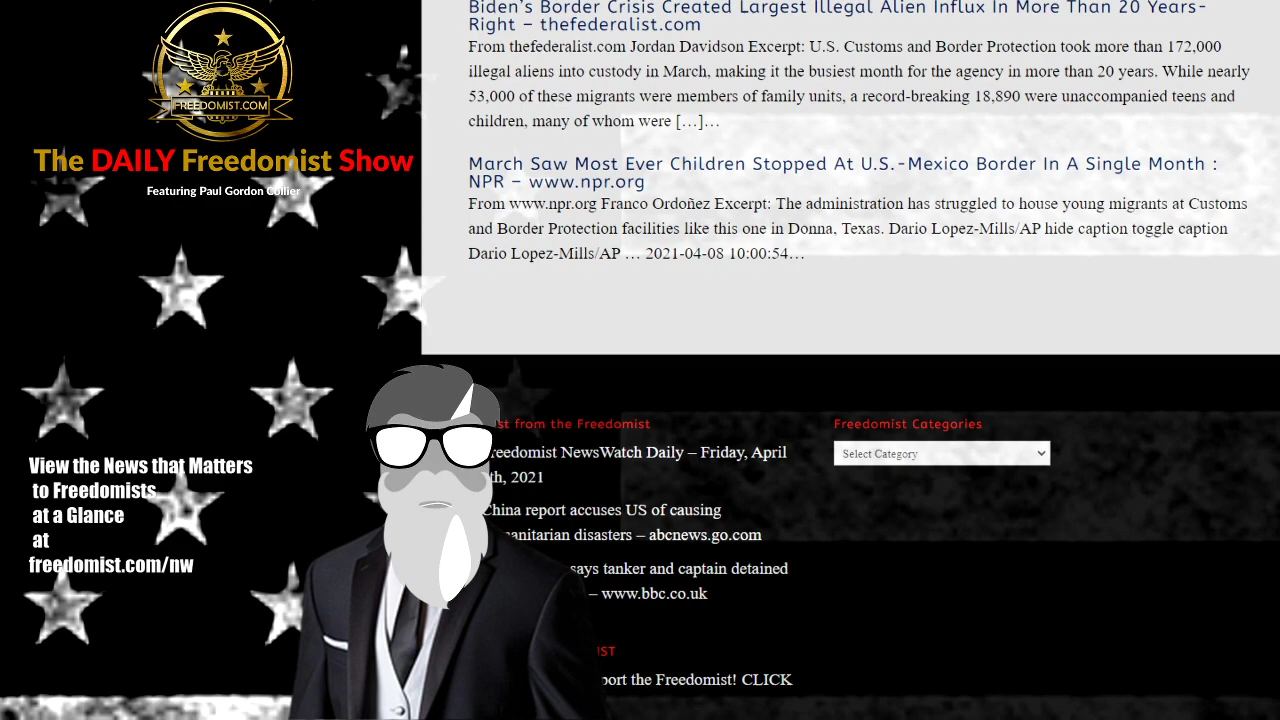 FREEDOMIST.COM
The DAILY Freedomist Show
Featuring Paul Gordon Collier
View the News that Matters
to Freedomists
at a Glance
at
freedomist.com/nw
Biden's Border Crisis Created Largest Illegal Alien Influx In More Than 20 Years-
Right – thefederalist.com
From thefederalist.com Jordan Davidson Excerpt: U.S. Customs and Border Protection took more than 172,000
illegal aliens into custody in March, making it the busiest month for the agency in more than 20 years. While nearly
53,000 of these migrants were members of family units, a record-breaking 18,890 were unaccompanied teens and
children, many of whom were […]…
March Saw Most Ever Children Stopped At U.S.-Mexico Border In A Single Month :
NPR – www.npr.org
From www.npr.org Franco Ordoñez Excerpt: The administration has struggled to house young migrants at Customs
and Border Protection facilities like this one in Donna, Texas. Dario Lopez-Mills/AP hide caption toggle caption
Dario Lopez-Mills/AP … 2021-04-08 10:00:54…
st from the Freedomist
reedomist NewsWatch Daily – Friday, April
th, 2021
China report accuses US of causing
anitarian disasters – abcnews.go.com
says tanker and captain detained
– www.bbc.co.uk
IST
port the Freedomist! CLICK
Freedomist Categories
Select Category